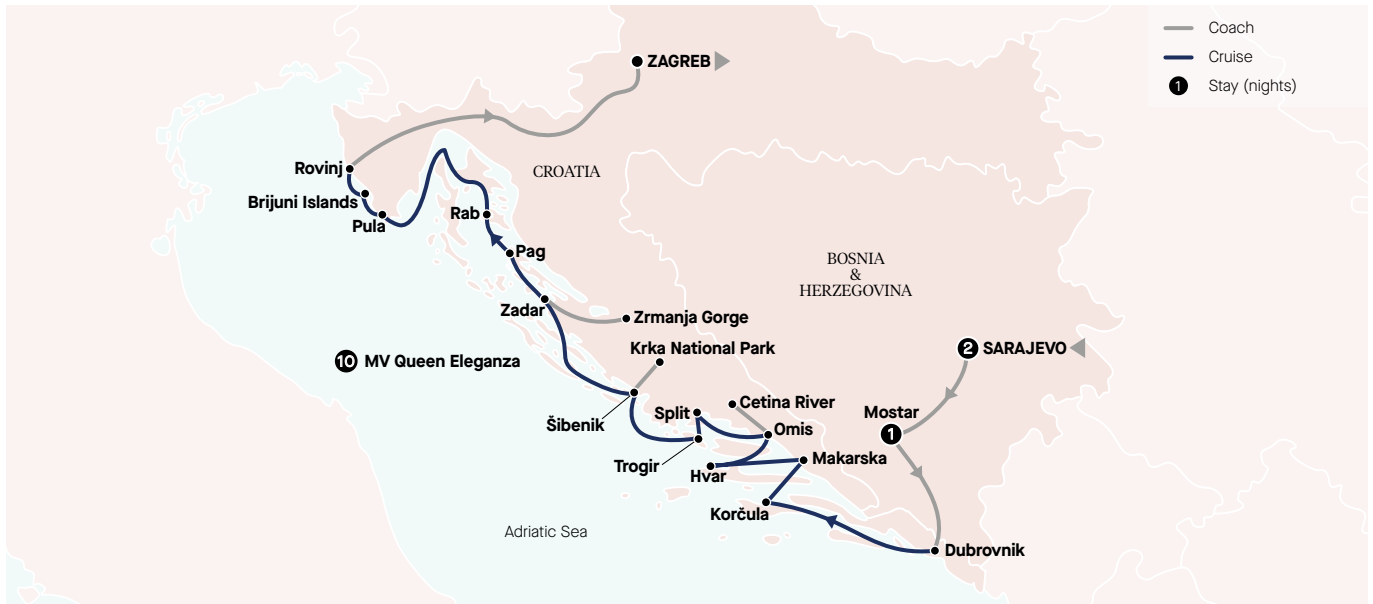 Coach
Cruise
1 Stay (nights)
ZAGREB
Rovinj
CROATIA
Brijuni Islands
Pula
Rab
Pag
BOSNIA
&
HERZEGOVINA
Zadar
Zrmanja Gorge
Krka National Park
2 SARAJEVO
10 MV Queen Eleganza
Cetina River
Mostar
1
Split
Šibenik
Omis
Makarska
Trogir
Hvar
Korčula
Adriatic Sea
Dubrovnik